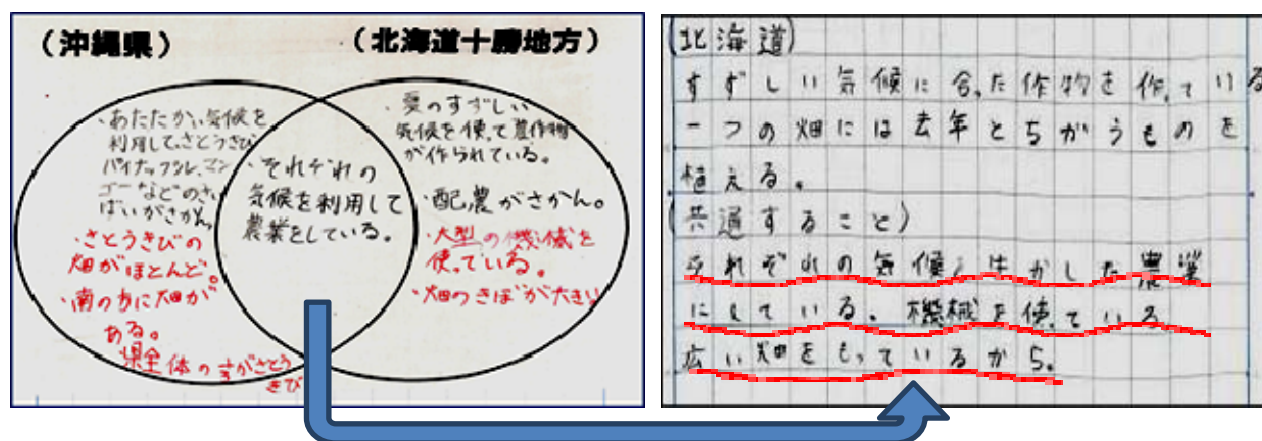 (沖縄県)
・あたたかい気候を
利用して、さとうきび
パイナップル、マン
ゴーなどのさい
ばいがさかん。
・さとうきびの
畑がほとんど。
・南の方に畑が
ある。
県全体の すがさとう
きび
・それぞれの
気候を利用して
農業をしている。
(北海道十勝地方)
・夏のすずしい
気候を使って農作物
が作られている。
・酪農がさかん。
・大型の機械を
使っている。
・畑のきぼが大きい
(北海道)
すずしい気候に合った作物を作っている
一つの畑には去年とちがうものを
植える。
(共通すること)
それぞれの気候 生かした農業
にしている。機械を使っている
広い畑をもっているから。